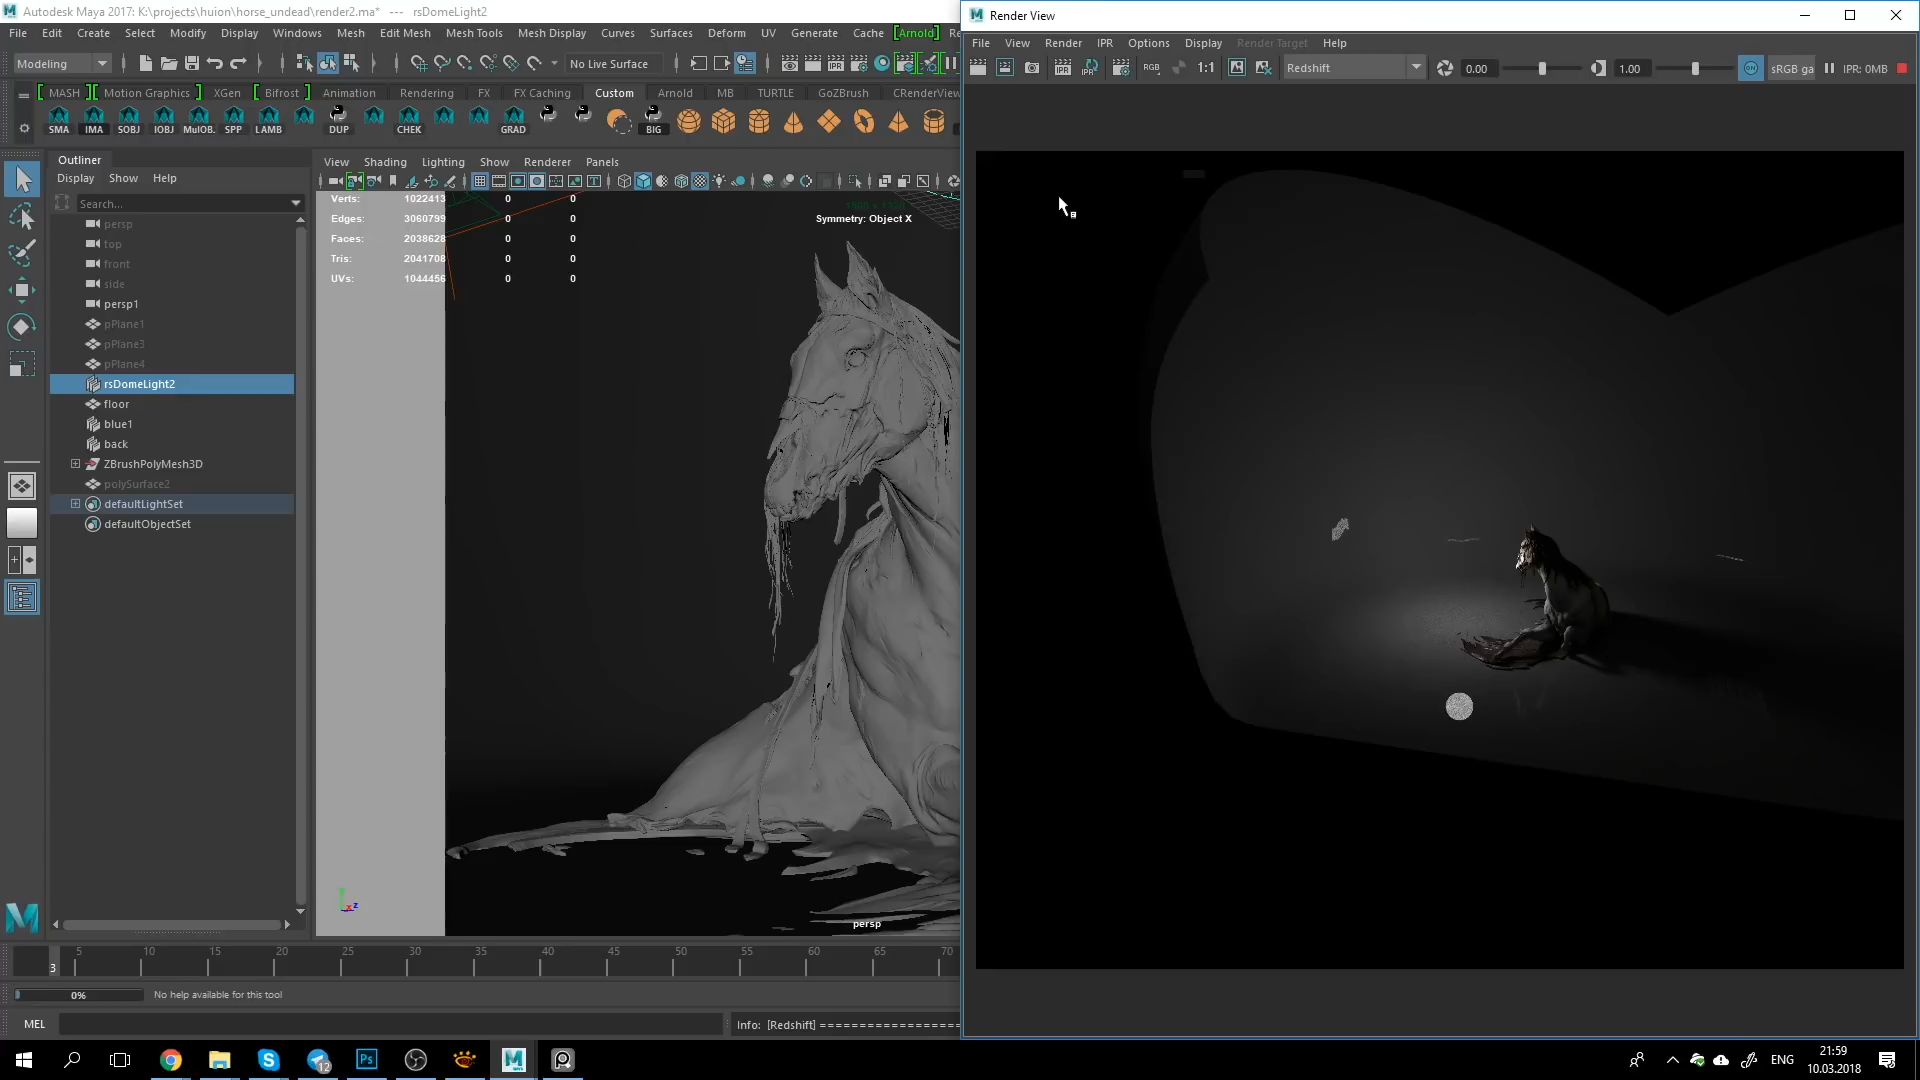 Autodesk Maya 2017: K:\projects\huion\horse_undead\render2.ma* --- rsDomeLight2
File Edit Create Select Modify Display Windows Mesh Edit Mesh Mesh Tools Mesh Display Curves Surfaces Deform UV Generate Cache [Arnold] Re
Modeling No Live Surface
MASH Motion Graphics XGen Bifrost Animation Rendering FX FX Caching Custom Arnold MB TURTLE GoZBrush CRenderView
SMA IMA SOBJ IOBJ MulOB. SPP LAMB DUP CHEK GRAD BIG
Outliner
Display Show Help
Search...
persp
top
front
side
persp1
pPlane1
pPlane3
pPlane4
rsDomeLight2
floor
blue1
back
ZBrushPolyMesh3D
polySurface2
defaultLightSet
defaultObjectSet
View Shading Lighting Show Renderer Panels
Verts: 1022413 0 0
Edges: 3060799 0 0
Faces: 2038628 0 0
Tris: 2041708 0 0
UVs: 1044456 0 0
Symmetry: Object X
z
persp
Render View
File View Render IPR Options Display Render Target Help
IPR RGB 1:1 Redshift 0.00 1.00 ON sRGB ga IPR: 0MB
3 5 10 15 20 25 30 35 40 45 50 55 60 65 70
0% No help available for this tool
MEL Info: [Redshift] ====================
12 Ps ENG
21:59
10.03.2018